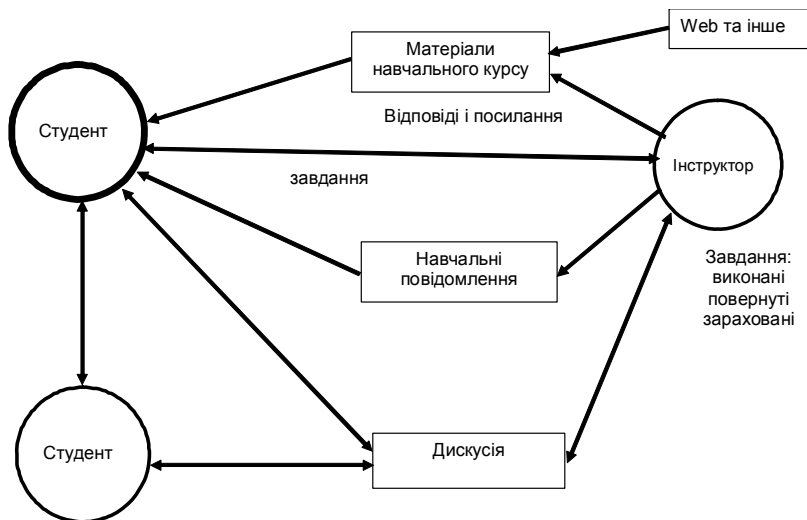 Web та інше
Матеріали
навчального курсу
Відповіді і посилання
Студент
Інструктор
завдання
Навчальні
повідомлення
Завдання:
виконані
повернуті
зараховані
Студент
Дискусія